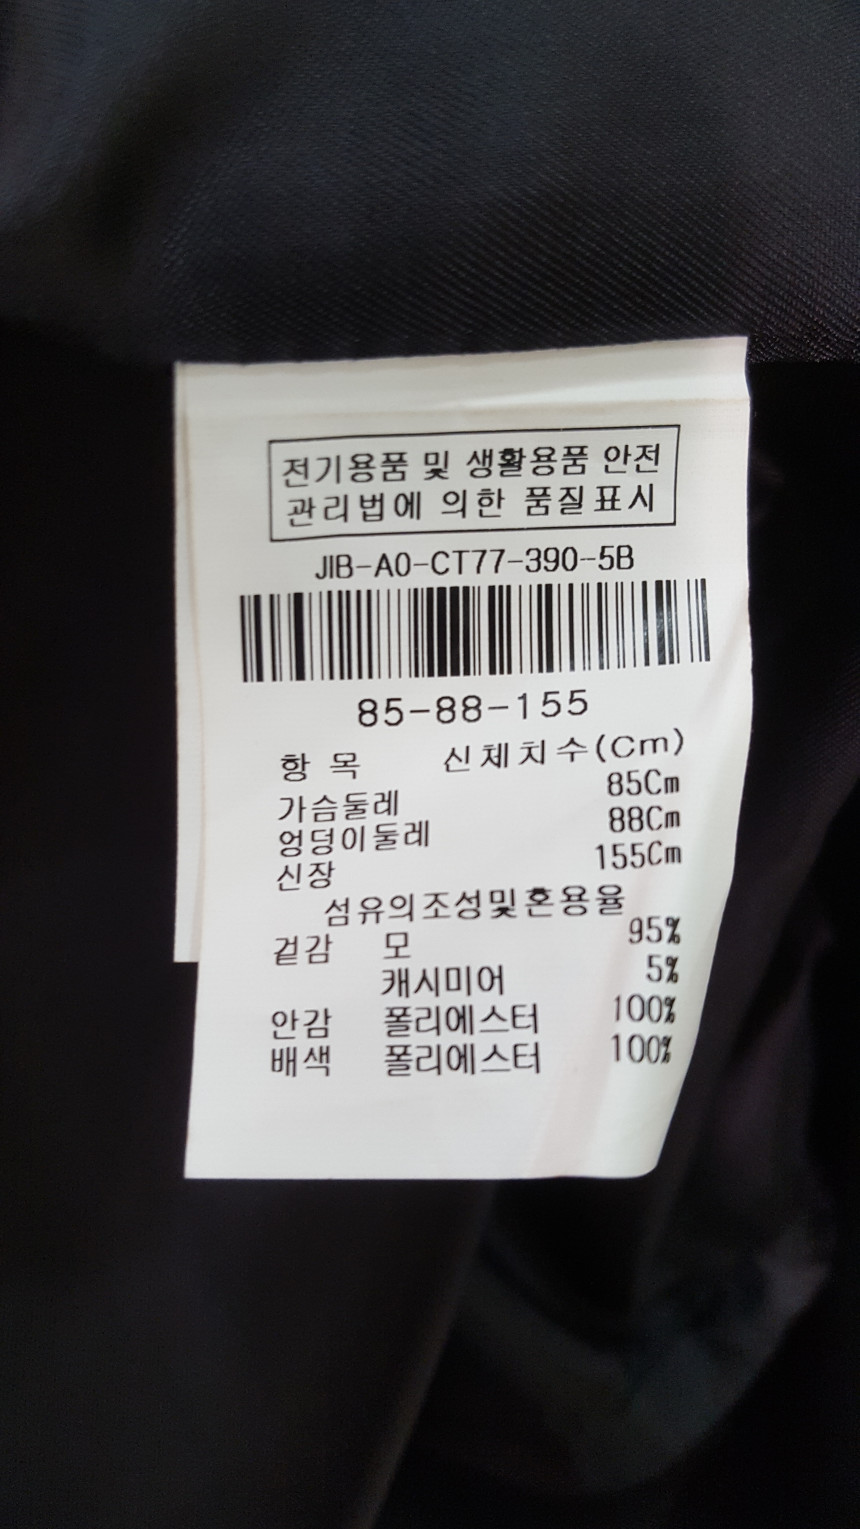 전기용품 및 생활용품 안전
관리법에 의한 품질표시
JIB-A0-CT77-390-5B
85-88-155
항 목 신체치수(Cm)
가슴둘레 85Cm
엉덩이둘레 88Cm
신장 155Cm
섬유의조성및혼용율
겉감 모 95%
캐시미어 5%
안감 폴리에스터 100%
배색 폴리에스터 100%